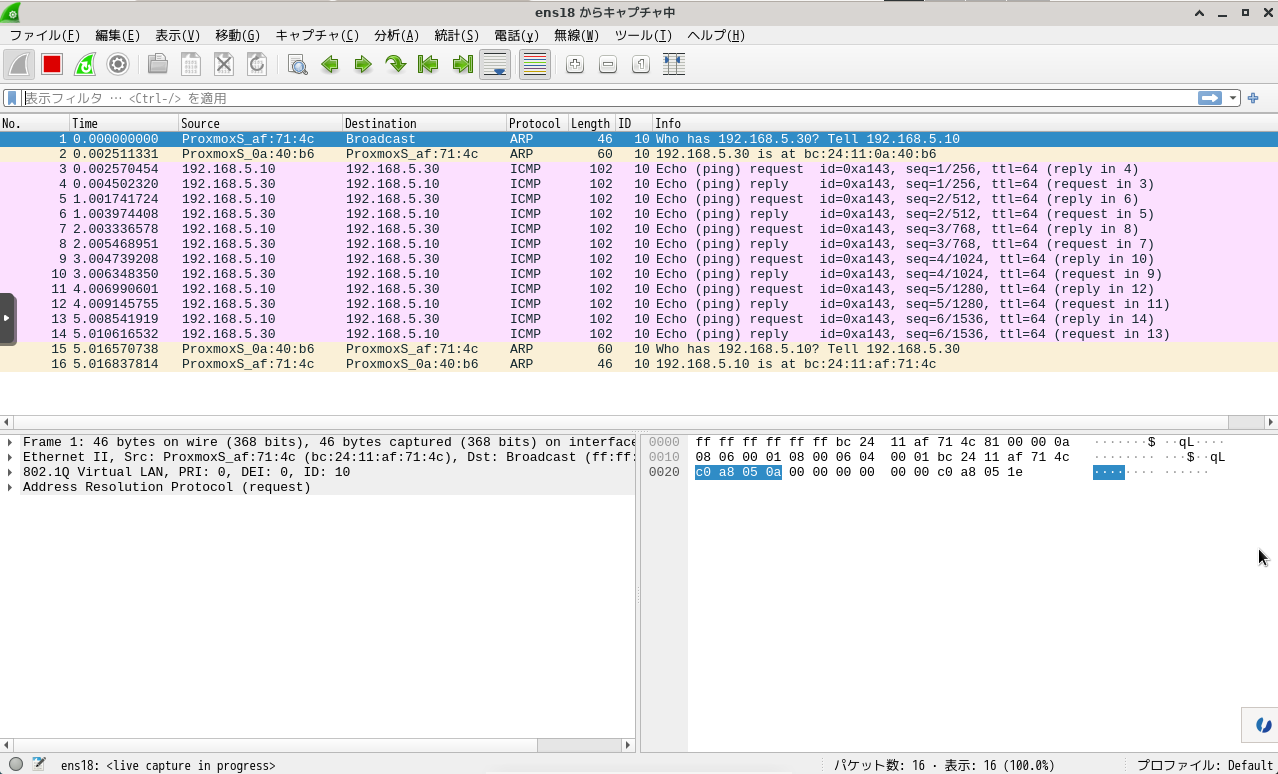 ens18 からキャプチャ中
ファイル(F) 編集(E) 表示(V) 移動(G) キャプチャ(C) 分析(A) 統計(S) 電話(y) 無線(W) ツール(T) ヘルプ(H)
表示フィルタ … <Ctrl-/> を適用
No. Time Source Destination Protocol Length ID Info
1 0.000000000 ProxmoxS_af:71:4c Broadcast ARP 46 10 Who has 192.168.5.30? Tell 192.168.5.10
2 0.002511331 ProxmoxS_0a:40:b6 ProxmoxS_af:71:4c ARP 60 10 192.168.5.30 is at bc:24:11:0a:40:b6
3 0.002570454 192.168.5.10 192.168.5.30 ICMP 102 10 Echo (ping) request id=0xa143, seq=1/256, ttl=64 (reply in 4)
4 0.004502320 192.168.5.30 192.168.5.10 ICMP 102 10 Echo (ping) reply id=0xa143, seq=1/256, ttl=64 (request in 3)
5 1.001741724 192.168.5.10 192.168.5.30 ICMP 102 10 Echo (ping) request id=0xa143, seq=2/512, ttl=64 (reply in 6)
6 1.003974408 192.168.5.30 192.168.5.10 ICMP 102 10 Echo (ping) reply id=0xa143, seq=2/512, ttl=64 (request in 5)
7 2.003336578 192.168.5.10 192.168.5.30 ICMP 102 10 Echo (ping) request id=0xa143, seq=3/768, ttl=64 (reply in 8)
8 2.005468951 192.168.5.30 192.168.5.10 ICMP 102 10 Echo (ping) reply id=0xa143, seq=3/768, ttl=64 (request in 7)
9 3.004739208 192.168.5.10 192.168.5.30 ICMP 102 10 Echo (ping) request id=0xa143, seq=4/1024, ttl=64 (reply in 10)
10 3.006348350 192.168.5.30 192.168.5.10 ICMP 102 10 Echo (ping) reply id=0xa143, seq=4/1024, ttl=64 (request in 9)
11 4.006990601 192.168.5.10 192.168.5.30 ICMP 102 10 Echo (ping) request id=0xa143, seq=5/1280, ttl=64 (reply in 12)
12 4.009145755 192.168.5.30 192.168.5.10 ICMP 102 10 Echo (ping) reply id=0xa143, seq=5/1280, ttl=64 (request in 11)
13 5.008541919 192.168.5.10 192.168.5.30 ICMP 102 10 Echo (ping) request id=0xa143, seq=6/1536, ttl=64 (reply in 14)
14 5.010616532 192.168.5.30 192.168.5.10 ICMP 102 10 Echo (ping) reply id=0xa143, seq=6/1536, ttl=64 (request in 13)
15 5.016570738 ProxmoxS_0a:40:b6 ProxmoxS_af:71:4c ARP 60 10 Who has 192.168.5.10? Tell 192.168.5.30
16 5.016837814 ProxmoxS_af:71:4c ProxmoxS_0a:40:b6 ARP 46 10 192.168.5.10 is at bc:24:11:af:71:4c
Frame 1: 46 bytes on wire (368 bits), 46 bytes captured (368 bits) on interface
Ethernet II, Src: ProxmoxS_af:71:4c (bc:24:11:af:71:4c), Dst: Broadcast (ff:ff:
802.1Q Virtual LAN, PRI: 0, DEI: 0, ID: 10
Address Resolution Protocol (request)
0000 ff ff ff ff ff ff bc 24 11 af 71 4c 81 00 00 0a ·······$ ··qL····
0010 08 06 00 01 08 00 06 04 00 01 bc 24 11 af 71 4c ········ ···$··qL
0020 c0 a8 05 0a 00 00 00 00 00 00 c0 a8 05 1e ········ ······
ens18: <live capture in progress> パケット数: 16 · 表示: 16 (100.0%) プロファイル: Default